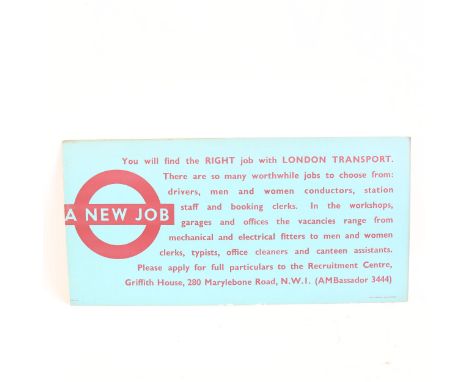 You will find the RIGHT job with LONDON TRANSPORT.
There are so many worthwhile jobs to choose from:
drivers, men and women conductors, station
A NEW JOB
staff and booking clerks. In the workshops,
garages and offices the vacancies range from
mechanical and electrical fitters to men and women
clerks, typists, office cleaners and canteen assistants.
Please apply for full particulars to the Recruitment Centre,
Griffith House, 280 Marylebone Road, N.W.1. (AMBassador 3444)